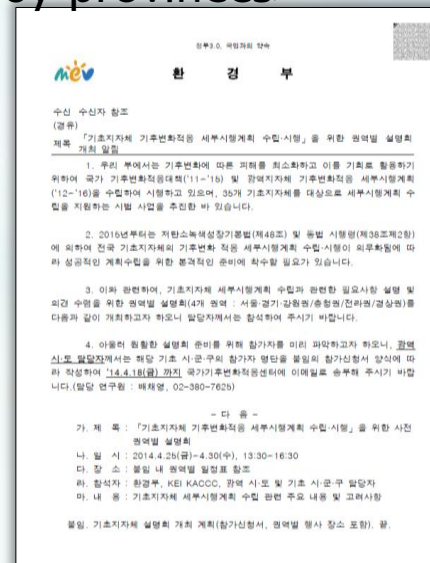 by provinces
정부3.0, 국민과의 약속
mev
환 경 부
수신 수신자 참조
(경유)
제목 「기초지자체 기후변화적응 세부시행계획 수립·시행」을 위한 권역별 설명회
개최 알림
1. 우리 부에서는 기후변화에 따른 피해를 최소화하고 이를 기회로 활용하기
위하여 국가 기후변화적응대책('11~'15) 및 광역지자체 기후변화적응 세부시행계획
('12~'16)을 수립하여 시행하고 있으며, 35개 기초지자체를 대상으로 세부시행계획 수
립을 지원하는 시범 사업을 추진한 바 있습니다.
2. 2015년부터는 저탄소녹색성장기본법(제48조) 및 동법 시행령(제38조제2항)
에 의하여 전국 기초지자체의 기후변화 적응 세부시행계획 수립·시행이 의무화됨에 따
라 성공적인 계획수립을 위한 본격적인 준비에 착수할 필요가 있습니다.
3. 이와 관련하여, 기초지자체 세부시행계획 수립과 관련한 필요사항 설명 및
의견 수렴을 위한 권역별 설명회(4개 권역 : 서울·경기·강원권/충청권/전라권/경상권)를
다음과 같이 개최하고자 하오니 담당자께서는 참석하여 주시기 바랍니다.
4. 아울러 원활한 설명회 준비를 위해 참가자를 미리 파악하고자 하오니, 광역
시·도 담당자께서는 해당 기초 시·군·구의 참가자 명단을 붙임의 참가신청서 양식에 따
라 작성하여 '14.4.18(금) 까지 국가기후변화적응센터에 이메일로 송부해 주시기 바랍
니다.(담당 연구원 : 배채영, 02-380-7625)
- 다 음 -
가. 제 목 : 「기초지자체 기후변화적응 세부시행계획 수립·시행」을 위한 사전
권역별 설명회
나. 일 시 : 2014.4.25(금)~4.30(수), 13:30~16:30
다. 장 소 : 붙임 내 권역별 일정표 참조
라. 참석자 : 환경부, KEI KACCC, 광역 시·도 및 기초 시·군·구 담당자
마. 내 용 : 기초지자체 세부시행계획 수립 관련 주요 내용 및 고려사항
붙임. 기초지자체 설명회 개최 계획(참가신청서, 권역별 행사 장소 포함). 끝.